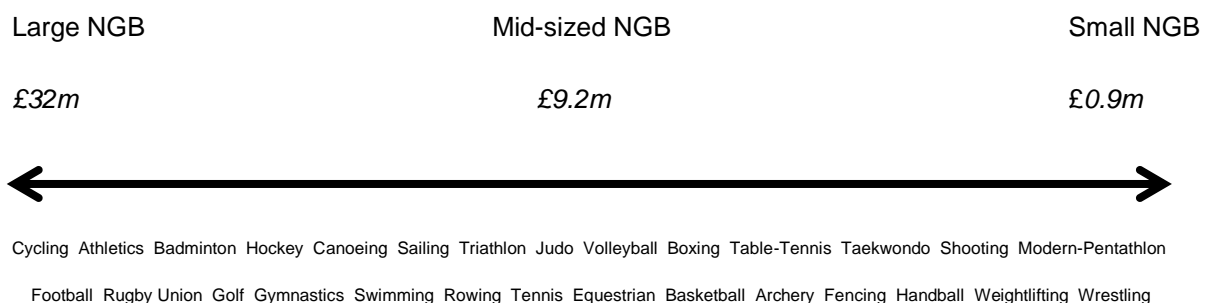 Large NGB Mid-sized NGB Small NGB
£32m £9.2m £0.9m
Cycling Athletics Badminton Hockey Canoeing Sailing Triathlon Judo Volleyball Boxing Table-Tennis Taekwondo Shooting Modern-Pentathlon
Football Rugby Union Golf Gymnastics Swimming Rowing Tennis Equestrian Basketball Archery Fencing Handball Weightlifting Wrestling